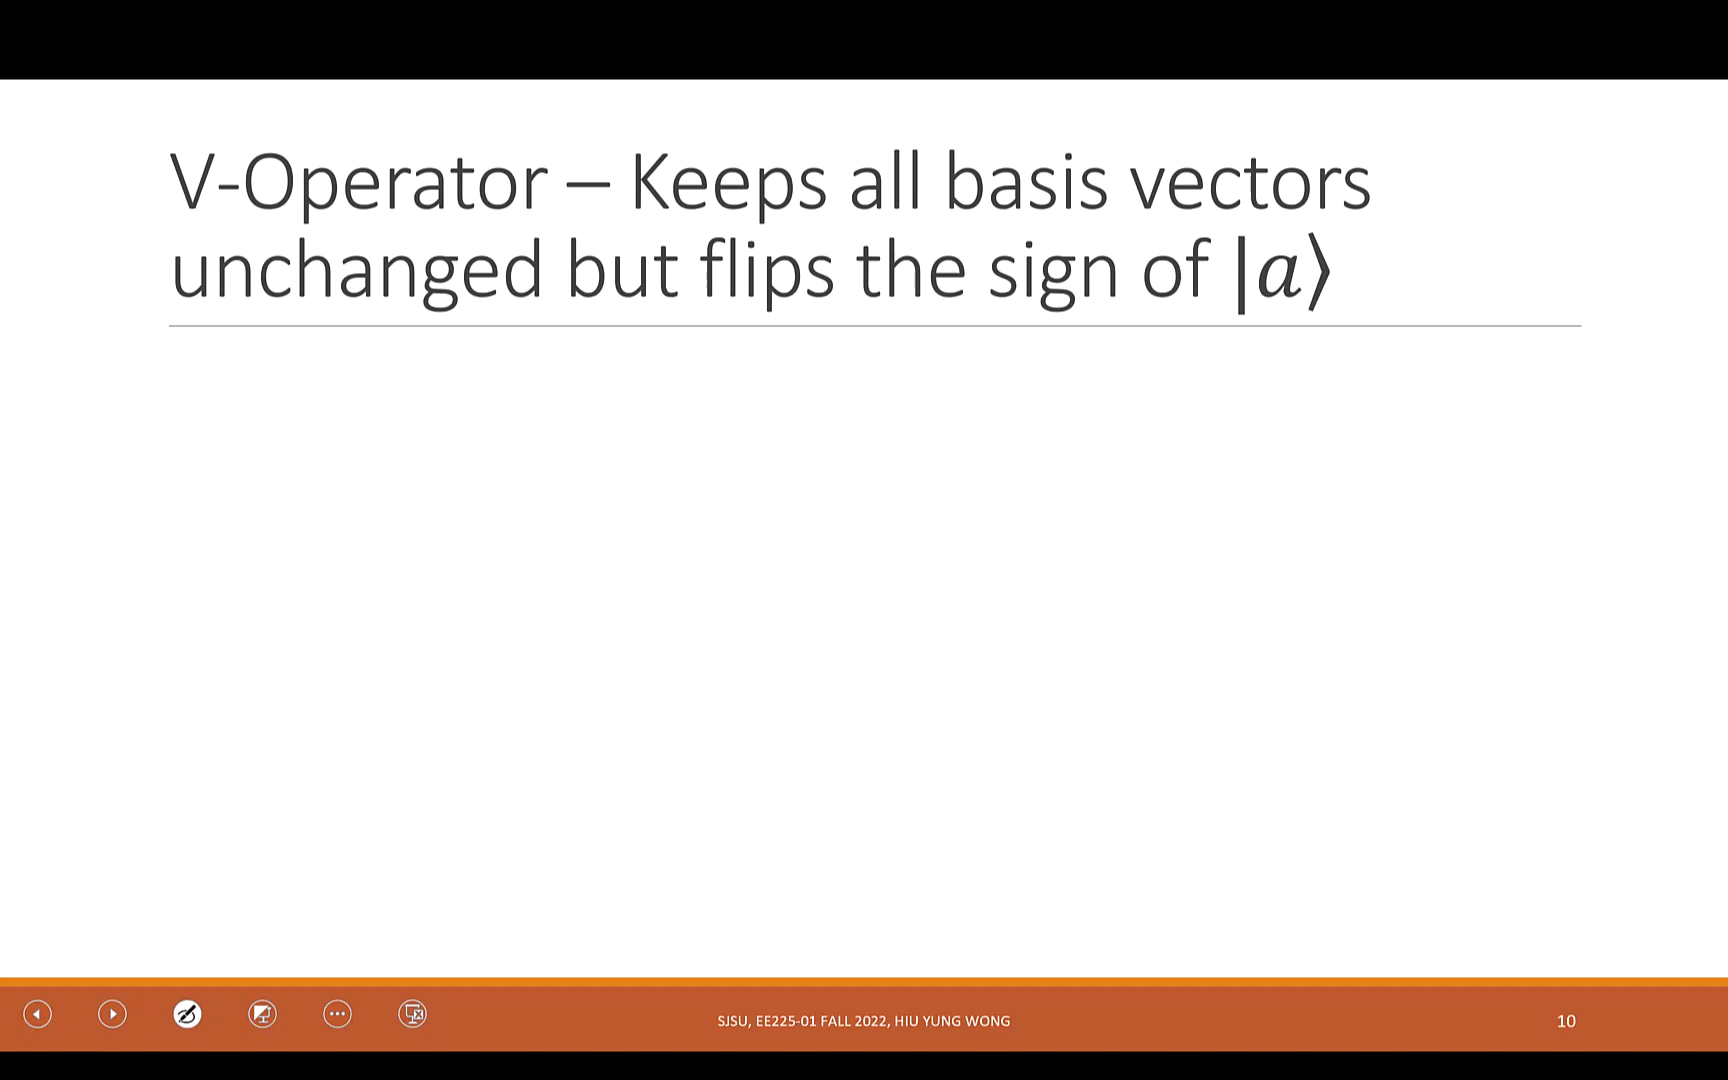 V-Operator – Keeps all basis vectors
unchanged but flips the sign of |𝑎⟩
SJSU, EE225-01 FALL 2022, HIU YUNG WONG
10